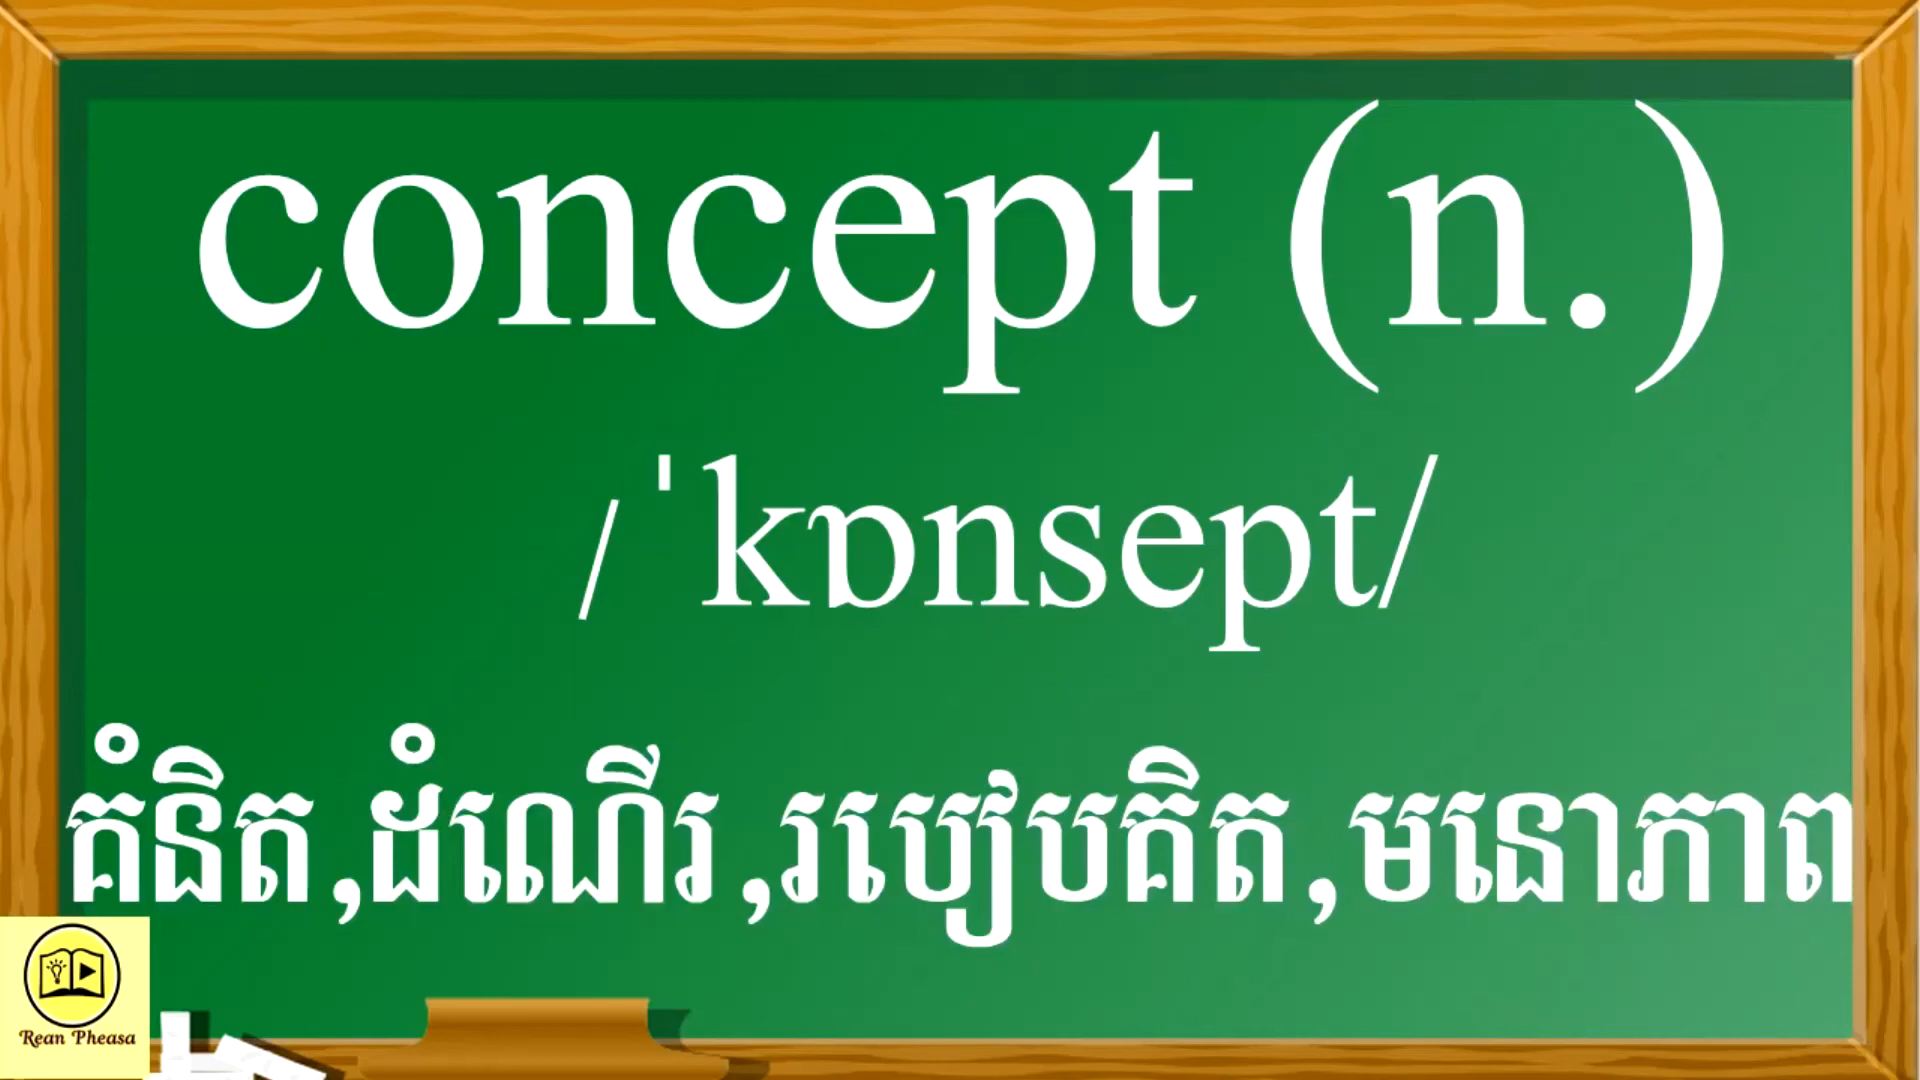 concept (n.)
/ˈkɒnsept/
គំនិត,ដំណើរ,របៀបគិត,មនោភាព
Rean Pheasa